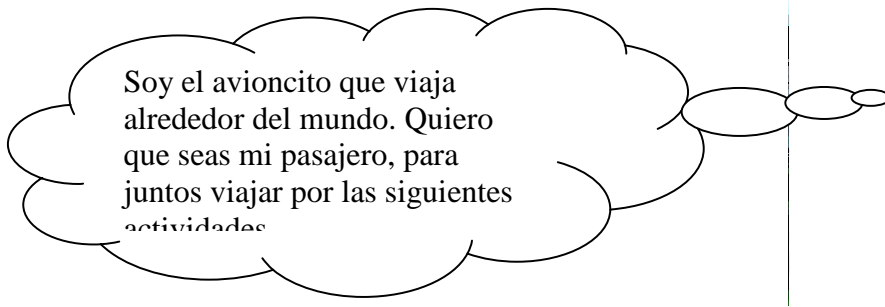 Soy el avioncito que viaja
alrededor del mundo. Quiero
que seas mi pasajero, para
juntos viajar por las siguientes
actividades